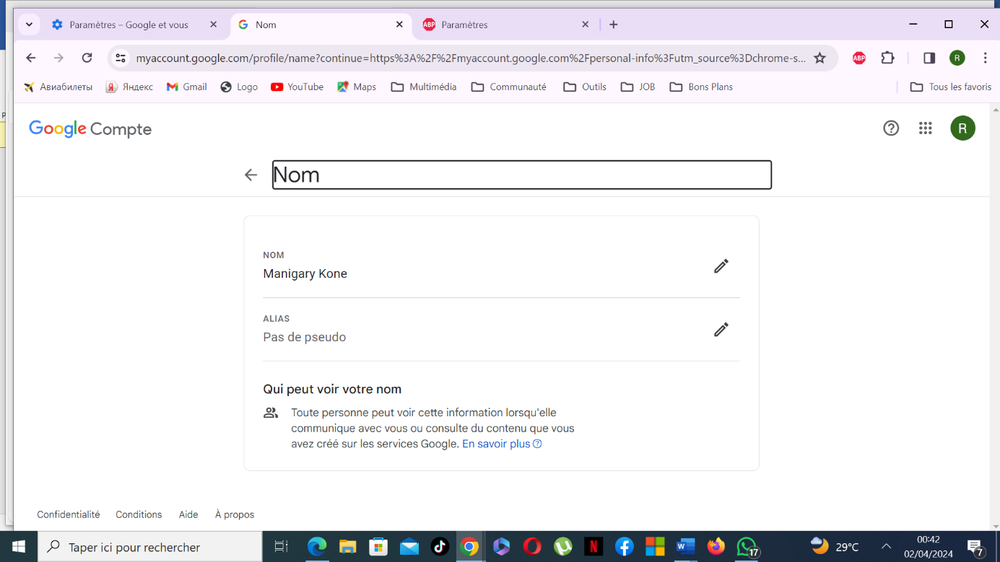 Paramètres – Google et vous
Nom
Paramètres
myaccount.google.com/profile/name?continue=https%3A%2F%2Fmyaccount.google.com%2Fpersonal-info%3Futm_source%3Dchrome-s...
ABP
R
Авиабилеты
Яндекс
Gmail
Logo
YouTube
Maps
Multimédia
Communauté
Outils
JOB
Bons Plans
Tous les favoris
Google Compte
R
Nom
NOM
Manigary Kone
ALIAS
Pas de pseudo
Qui peut voir votre nom
Toute personne peut voir cette information lorsqu'elle
communique avec vous ou consulte du contenu que vous
avez créé sur les services Google. En savoir plus
Confidentialité Conditions Aide À propos
Taper ici pour rechercher
17
29°C
00:42
02/04/2024
7